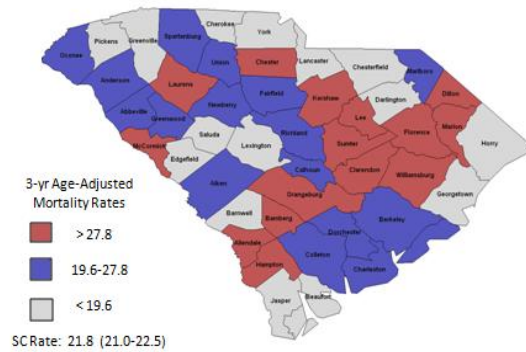 Cherokee
York
Spartanburg
Greenville
Pickens
Oconee
Union
Chester
Lancaster
Chesterfield
Marlboro
Anderson
Laurens
Fairfield
Kershaw
Darlington
Dillon
Abbeville
Greenwood
Newberry
Lee
Florence
Marion
Saluda
Lexington
Richland
Sumter
Horry
McCormick
Edgefield
Calhoun
Clarendon
Williamsburg
Aiken
Orangeburg
Georgetown
Barnwell
Bamberg
Berkeley
Dorchester
Allendale
Colleton
Hampton
Charleston
Jasper
Beaufort
3-yr Age-Adjusted
Mortality Rates
>27.8
19.6-27.8
<19.6
SC Rate: 21.8 (21.0-22.5)